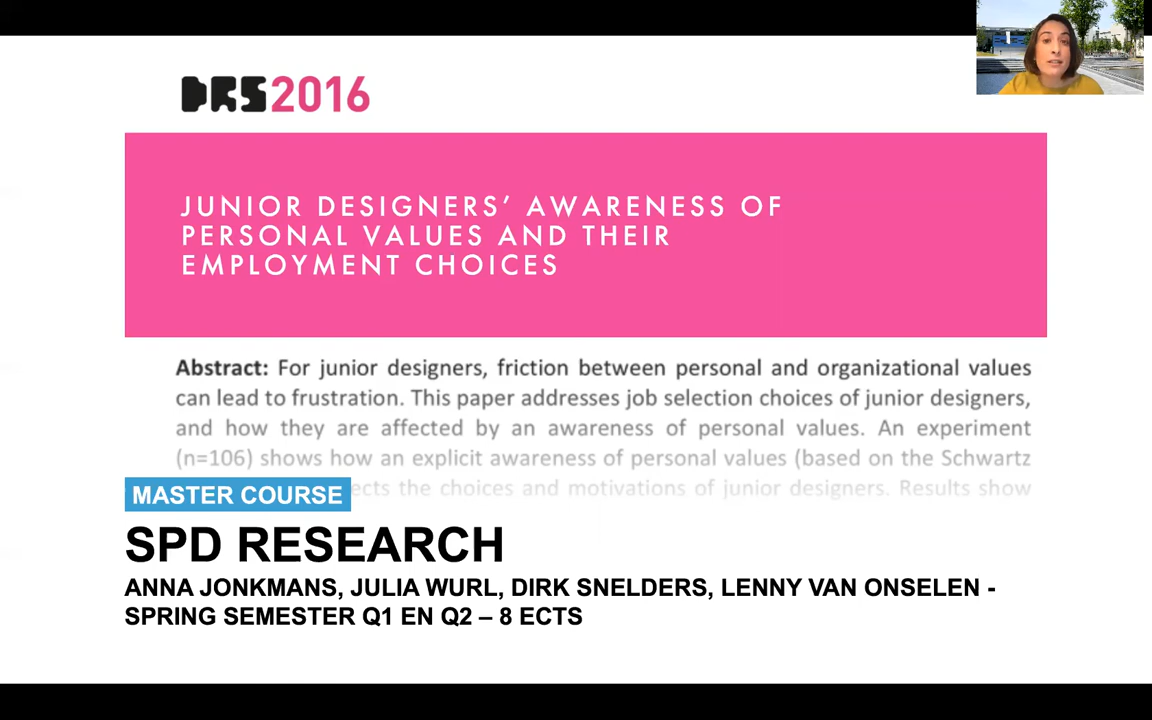 DRS2016
JUNIOR DESIGNERS’ AWARENESS OF
PERSONAL VALUES AND THEIR
EMPLOYMENT CHOICES
Abstract: For junior designers, friction between personal and organizational values
can lead to frustration. This paper addresses job selection choices of junior designers,
and how they are affected by an awareness of personal values. An experiment
(n=106) shows how an explicit awareness of personal values (based on the Schwartz
ects the choices and motivations of junior designers. Results show
MASTER COURSE
SPD RESEARCH
ANNA JONKMANS, JULIA WURL, DIRK SNELDERS, LENNY VAN ONSELEN -
SPRING SEMESTER Q1 EN Q2 – 8 ECTS